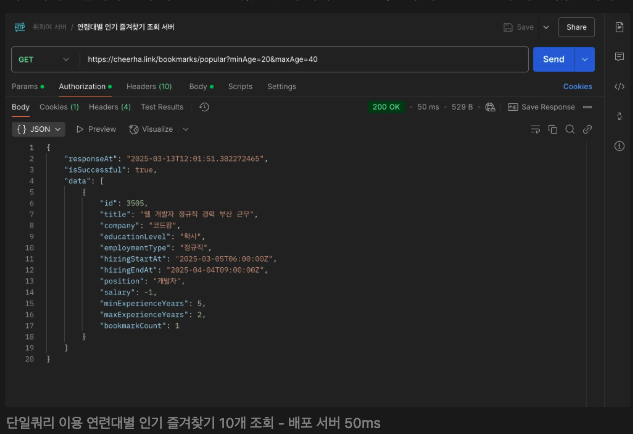 취하여 서버 / 연련대별 인기 즐겨찾기 조회 서버
Save
Share
GET
https://cheerha.link/bookmarks/popular?minAge=20&maxAge=40
Send
Params Authorization Headers (10) Body Scripts Settings
Cookies
Body Cookies (1) Headers (4) Test Results
200 OK 50 ms 529 B Save Response
{ } JSON Preview Visualize
1 {
2 "responseAt": "2025-03-13T12:01:51.382272465",
3 "isSuccessful": true,
4 "data": [
5 {
6 "id": 3505,
7 "title": "웹 개발자 정규직 경력 부산 근무",
8 "company": "코드팜",
9 "educationLevel": "학사",
10 "employmentType": "정규직",
11 "hiringStartAt": "2025-03-05T06:00:00Z",
12 "hiringEndAt": "2025-04-04T09:00:00Z",
13 "position": "개발자",
14 "salary": -1,
15 "minExperienceYears": 5,
16 "maxExperienceYears": 2,
17 "bookmarkCount": 1
18 }
19 ]
20 }
단일쿼리 이용 연련대별 인기 즐겨찾기 10개 조회 - 배포 서버 50ms